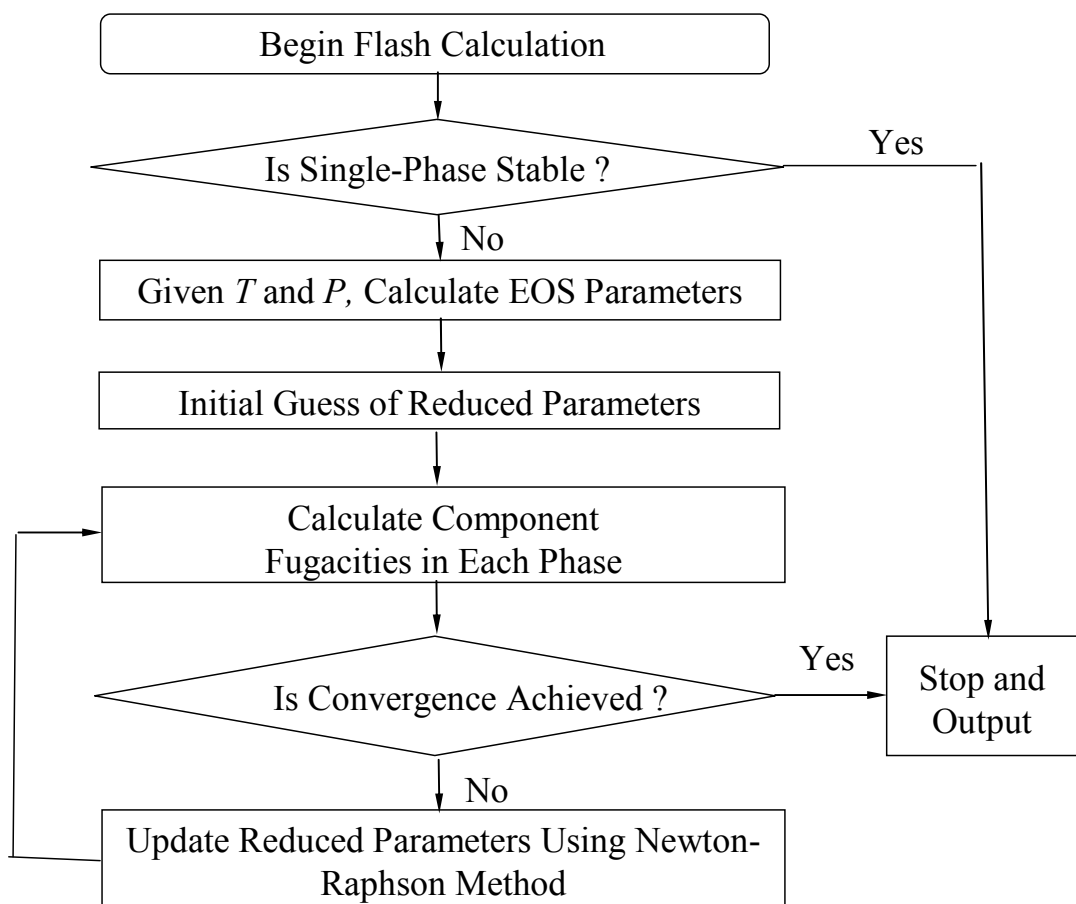 Begin Flash Calculation
Yes
Is Single-Phase Stable ?
No
Given T and P, Calculate EOS Parameters
Initial Guess of Reduced Parameters
Calculate Component
Fugacities in Each Phase
Yes
Is Convergence Achieved ?
Stop and
Output
No
Update Reduced Parameters Using Newton-
Raphson Method